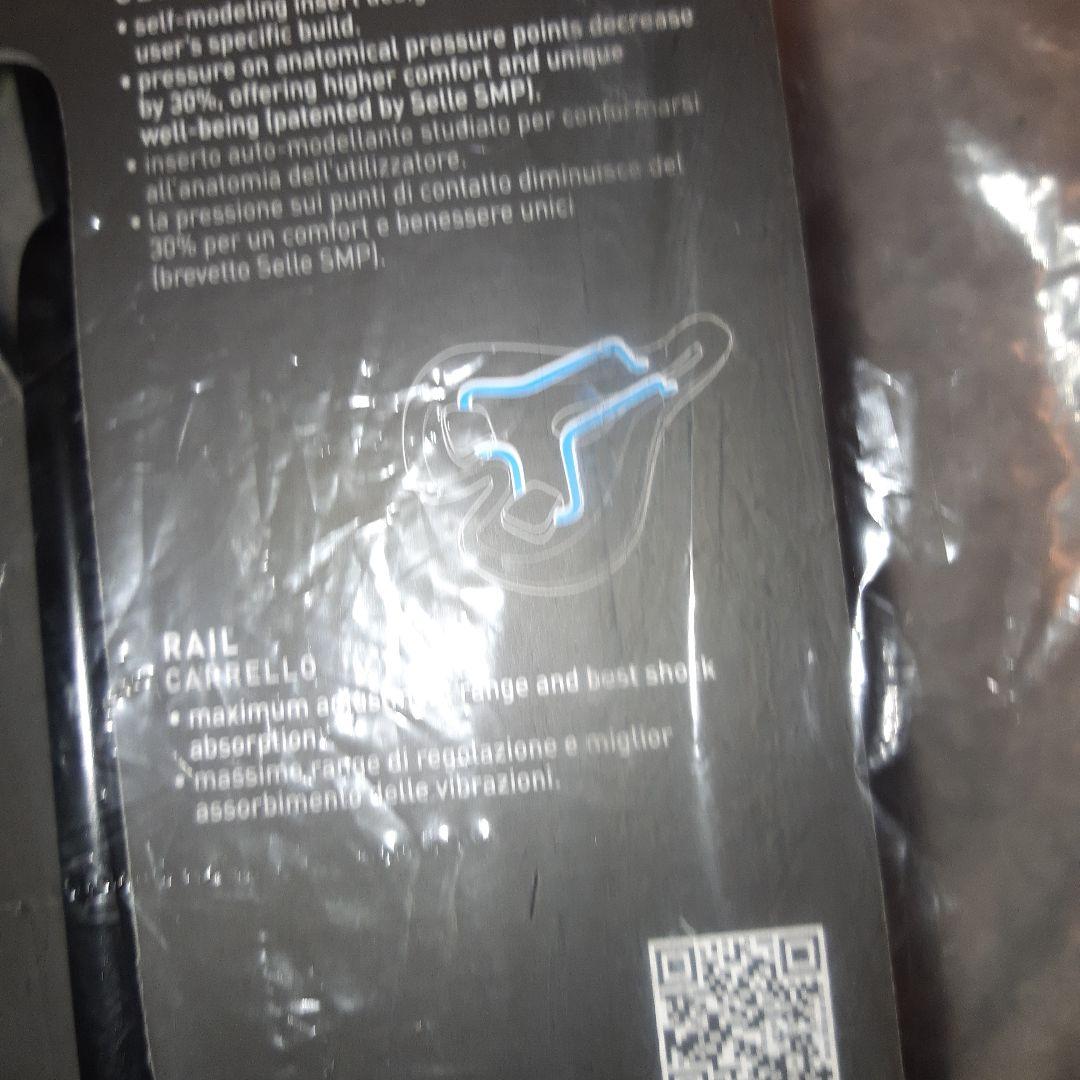 • self-modeling insert
user's specific build.
• pressure on anatomical pressure points decrease
by 30%, offering higher comfort and unique
well-being (patented by Selle SMP).
• inserto auto-modellante studiato per conformarsi
all'anatomia dell'utilizzatore.
• la pressione sui punti di contatto diminuisce del
30% per un comfort e benessere unici
(brevetto Selle SMP).
RAIL
CARRELLO
• maximum range and best shock
absorption.
• massimo range di regolazione e miglior
assorbimento delle vibrazioni.